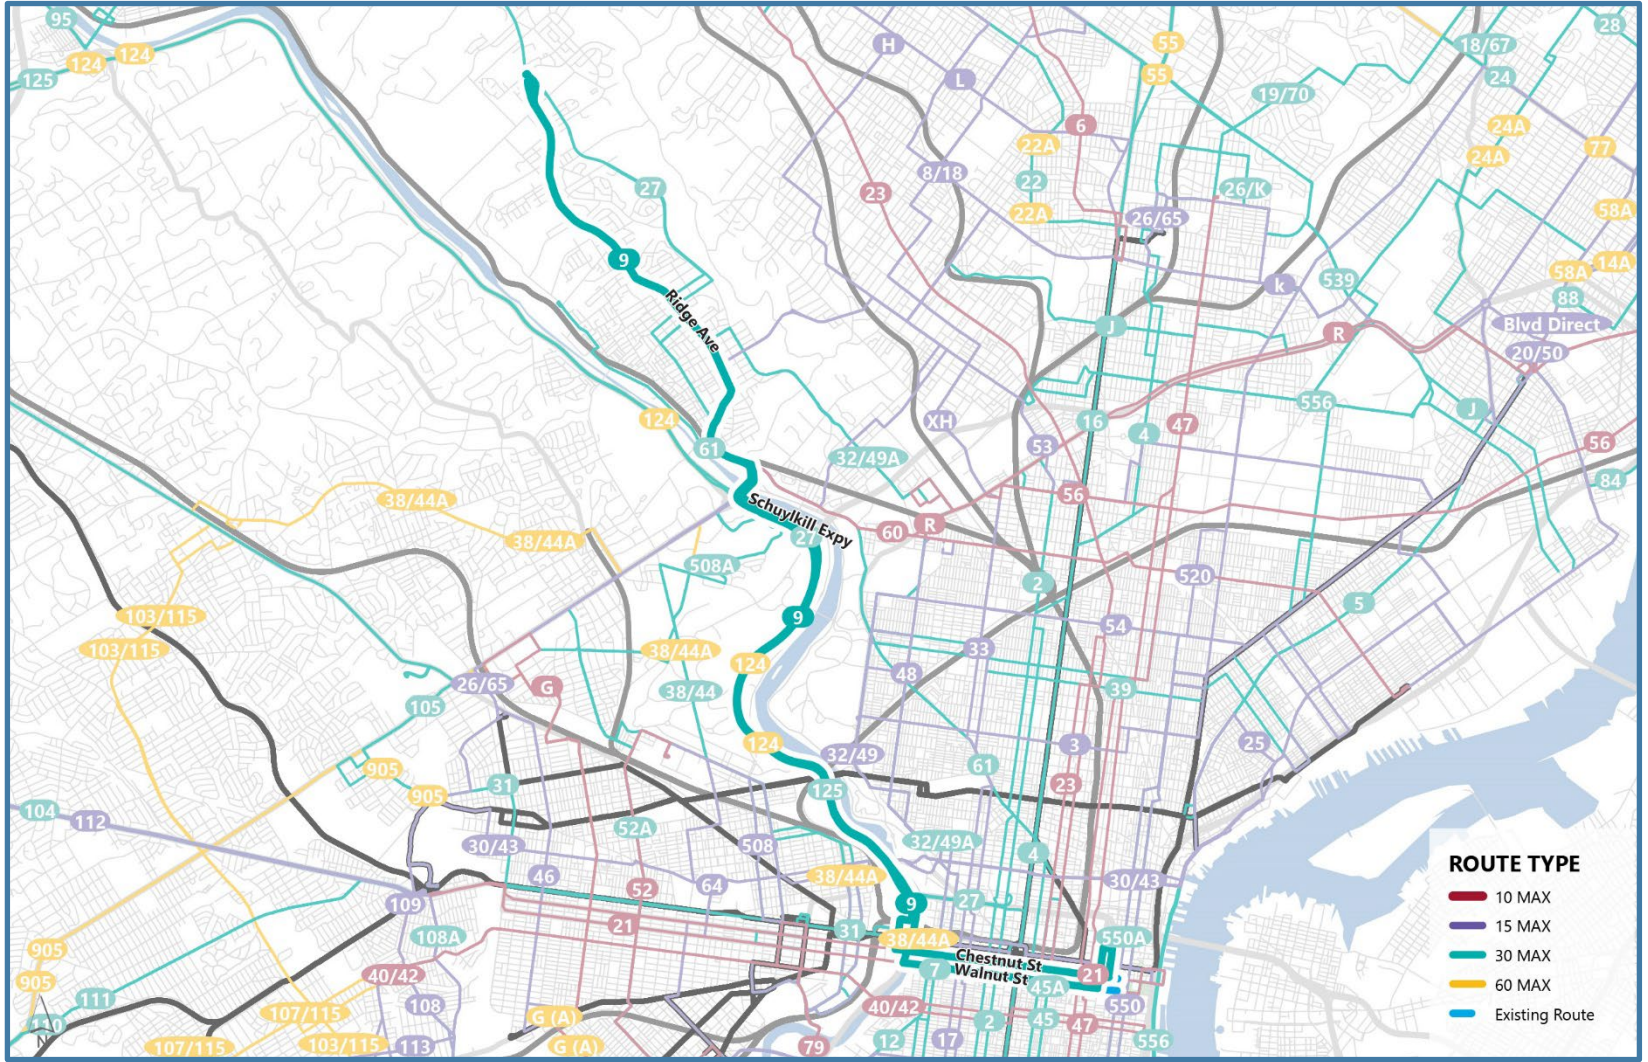 95
124
124
125
H
L
55
55
18/67
28
24
19/70
6
24A
24A
77
22A
22
22A
8/18
27
23
26/K
58A
26/65
14A
58A
9
k
539
88
Ridge Ave
J
R
Blvd Direct
20/50
556
J
124
XH
16
4
47
53
56
61
32/49A
84
38/44A
56
Schuylkill Expy
60
R
38/44A
27
508A
2
520
5
103/115
9
54
103/115
38/44A
33
124
48
26/65
G
38/44
39
105
124
32/49
3
25
905
61
31
125
23
905
104
112
52A
30/43
508
32/49A
4
46
38/44A
64
52
30/43
109
9
27
21
31
108A
38/44A
550A
905
Chestnut St
Walnut St
40/42
7
21
905
45A
111
108
40/42
550
107/115
G (A)
2
45
47
110
N
107/115
103/115
113
G (A)
79
12
17
556
ROUTE TYPE
10 MAX
15 MAX
30 MAX
60 MAX
Existing Route